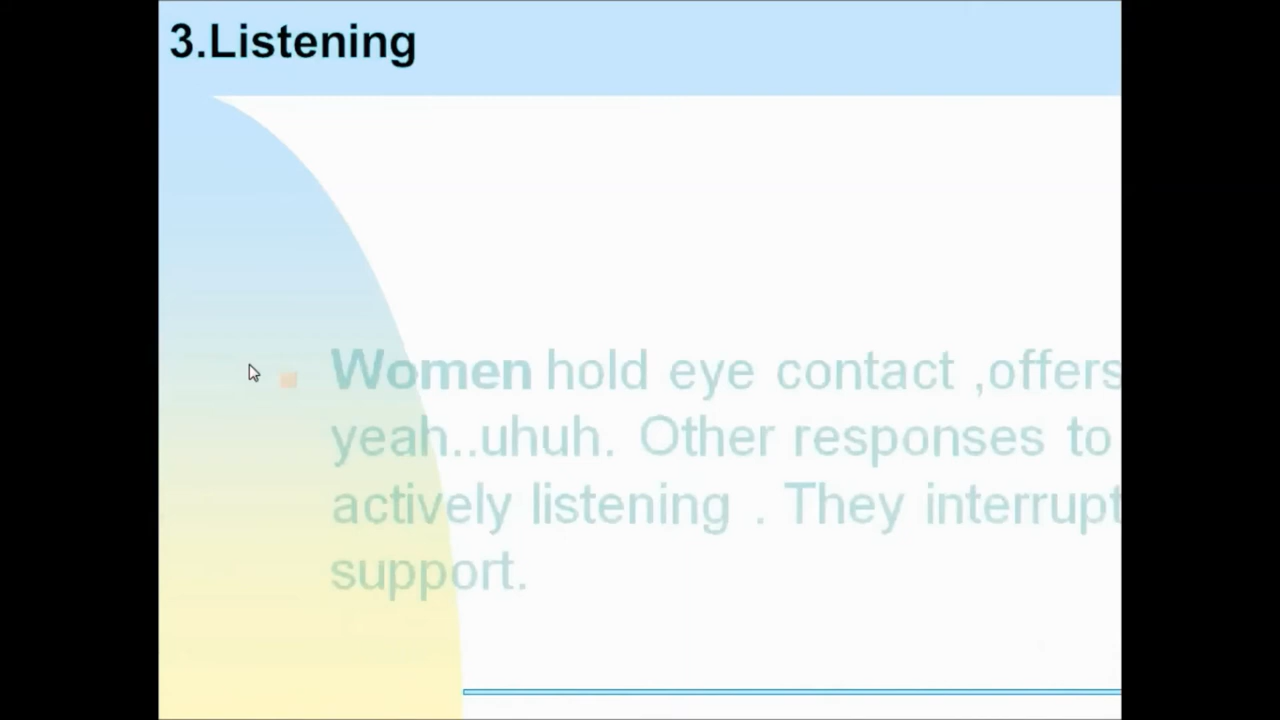 3.Listening
Women hold eye contact ,offers
yeah..uhuh. Other responses to
actively listening . They interrupt
support.